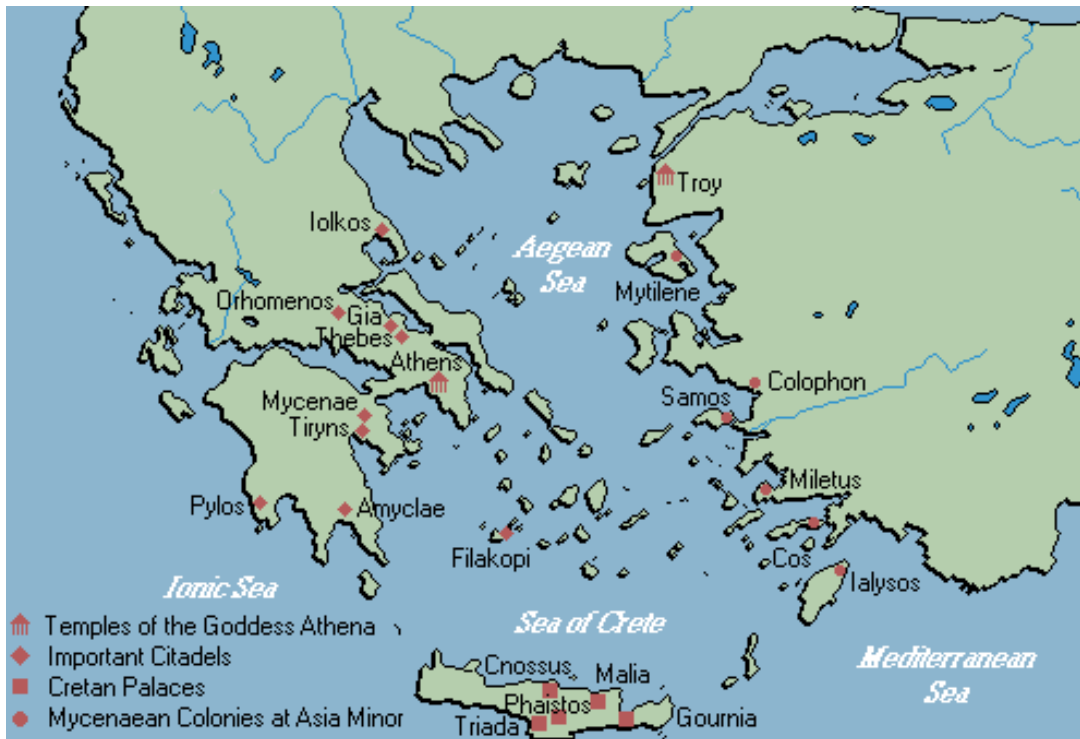 Troy
Iolkos
Aegean
Sea
Mytilene
Orhomenos
Gia
Thebes
Athens
Colophon
Samos
Mycenae
Tiryns
Miletus
Pylos
Amyclae
Filakopi
Cos
Ialysos
Ionic Sea
Sea of Crete
Temples of the Goddess Athena
Important Citadels
Mediterranean
Sea
Cnossus
Malia
Cretan Palaces
Phaistos
Triada
Gournia
Mycenaean Colonies at Asia Minor